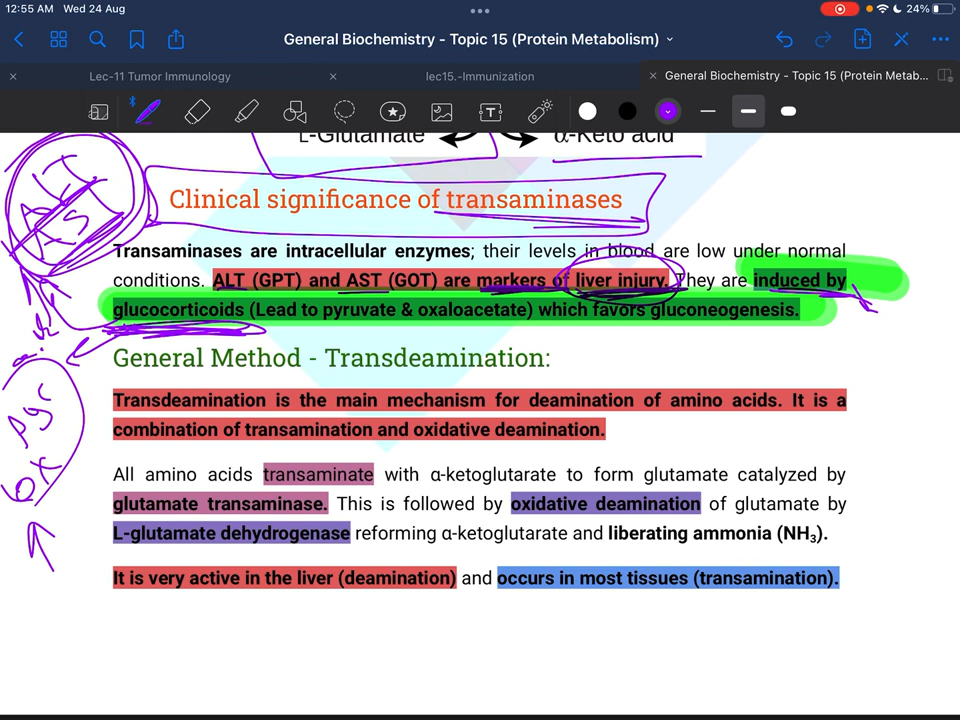 12:55 AM Wed 24 Aug
24%
General Biochemistry - Topic 15 (Protein Metabolism)
Lec-11 Tumor Immunology
lec15.-Immunization
General Biochemistry - Topic 15 (Protein Metab...
L-Glutamate
α-Keto acid
ALT
AST
Clinical significance of transaminases
Transaminases are intracellular enzymes; their levels in blood are low under normal
conditions. ALT (GPT) and AST (GOT) are markers of liver injury. They are induced by
glucocorticoids (Lead to pyruvate & oxaloacetate) which favors gluconeogenesis.
General Method - Transdeamination:
pyr
ox
Transdeamination is the main mechanism for deamination of amino acids. It is a
combination of transamination and oxidative deamination.
All amino acids transaminate with α-ketoglutarate to form glutamate catalyzed by
glutamate transaminase. This is followed by oxidative deamination of glutamate by
L-glutamate dehydrogenase reforming α-ketoglutarate and liberating ammonia (NH₃).
It is very active in the liver (deamination) and occurs in most tissues (transamination).